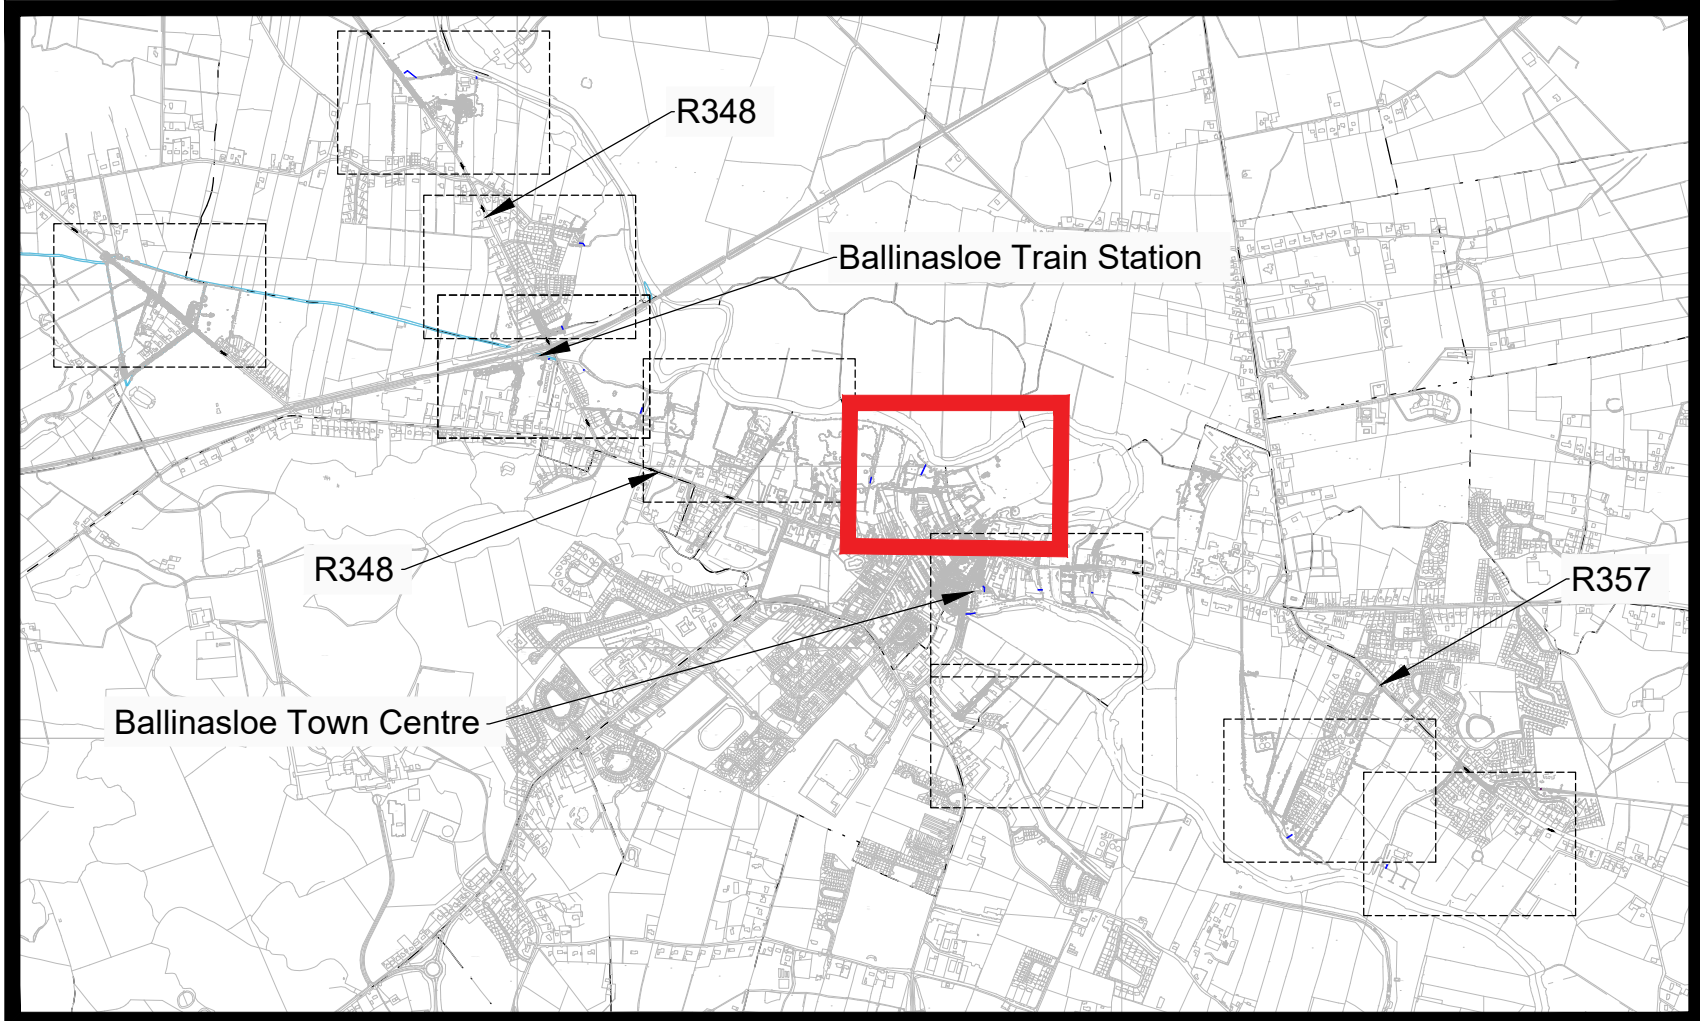 R348
Ballinasloe Train Station
R348
R357
Ballinasloe Town Centre